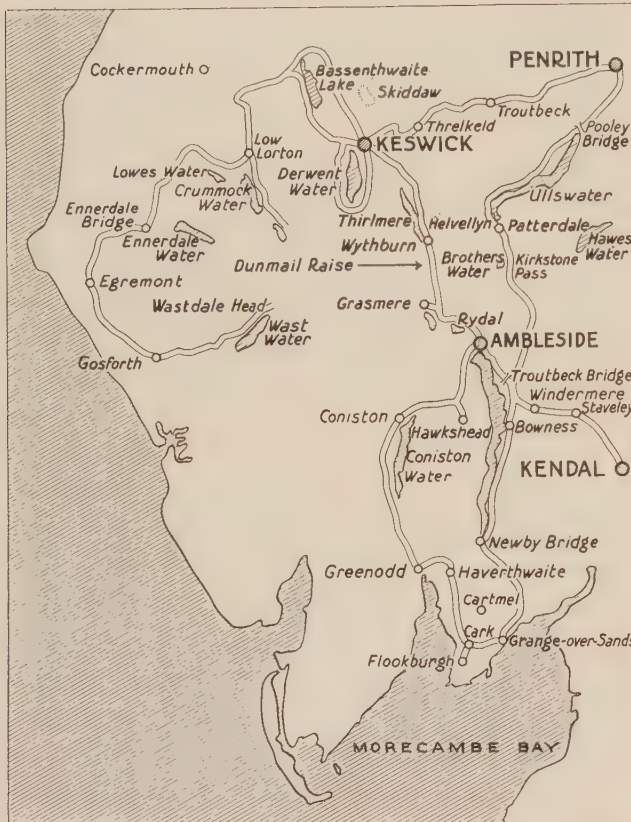 PENRITH
Cockermouth
Bassenthwaite
Lake
Skiddaw
Troutbeck
Threlkeld
Pooley
Bridge
KESWICK
Low
Lorton
Lowes Water
Crummock
Water
Derwent
Water
Ullswater
Ennerdale
Bridge
Ennerdale
Water
Thirlmere
Helvellyn
Patterdale
Hawes
Water
Wythburn
Brothers
Water
Kirkstone
Pass
Dunmail Raise
Egremont
Wastdale Head
Wast
Water
Grasmere
Rydal
AMBLESIDE
Gosforth
Troutbeck Bridge
Windermere
Staveley
Coniston
Hawkshead
Bowness
Coniston
Water
KENDAL
Newby Bridge
Greenodd
Haverthwaite
Cartmel
Cark
Grange-over-Sands
Flookburgh
MORECAMBE BAY